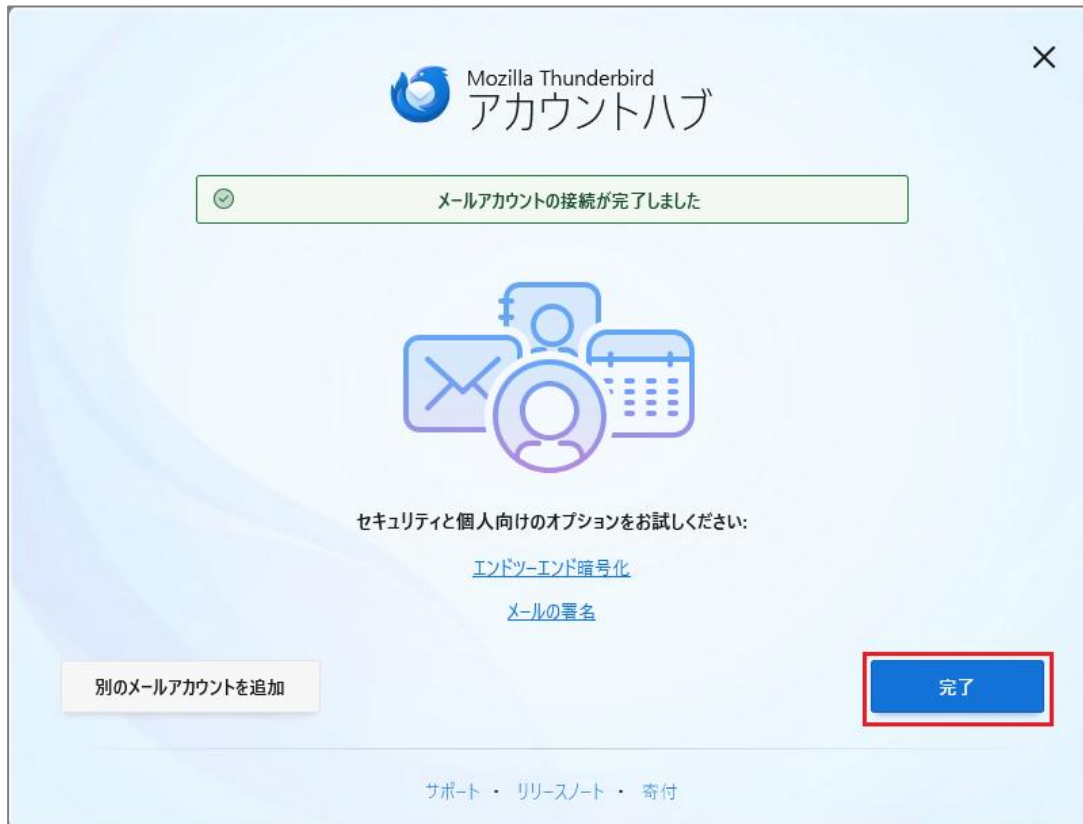 Mozilla Thunderbird
アカウントハブ
メールアカウントの接続が完了しました
セキュリティと個人向けのオプションをお試しください:
エンドツーエンド暗号化
メールの署名
別のメールアカウントを追加
完了
サポート ・ リリースノート ・ 寄付